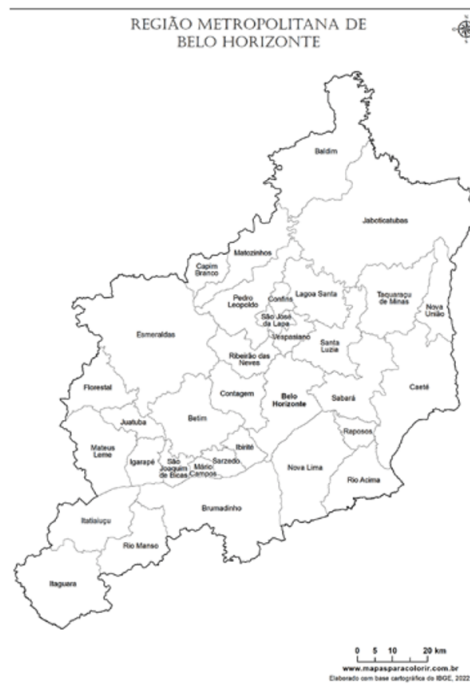 REGIÃO METROPOLITANA DE
BELO HORIZONTE
Baldim
Jaboticatubas
Matozinhos
Capim
Branco
Pedro
Leopoldo
Confins
Lagoa Santa
Taquaraçu
de Minas
Nova
União
São José
da Lapa
Vespasiano
Esmeraldas
Santa
Luzia
Ribeirão das
Neves
Florestal
Contagem
Belo
Horizonte
Sabará
Caeté
Juatuba
Betim
Raposos
Mateus
Leme
Igarapé
São
Joaquim
de Bicas
Mário
Campos
Sarzedo
Ibirité
Nova Lima
Rio Acima
Itatiaiuçu
Brumadinho
Rio Manso
Itaguara
0 5 10 20 km
www.mapasparacolorir.com.br
Elaborado com base cartográfica do IBGE, 2022